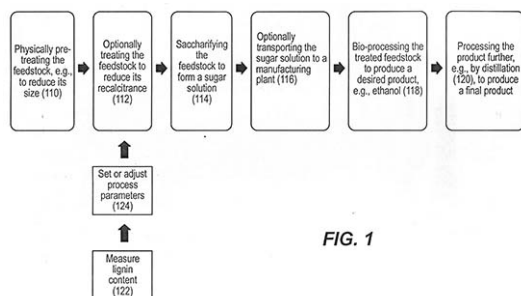 Physically pre-
treating the
feedstock, e.g.,
to reduce its
size (110)
Optionally
treating the
feedstock to
reduce its
recalcitrance
(112)
Saccharifying
the
feedstock to
form a sugar
solution
(114)
Optionally
transporting the
sugar solution to a
manufacturing
plant (116)
Bio-processing the
treated feedstock
to produce a
desired product,
e.g., ethanol (118)
Processing the
product further,
e.g., by distillation
(120), to produce
a final product
Set or adjust
process
parameters
(124)
Measure
lignin
content
(122)
FIG. 1